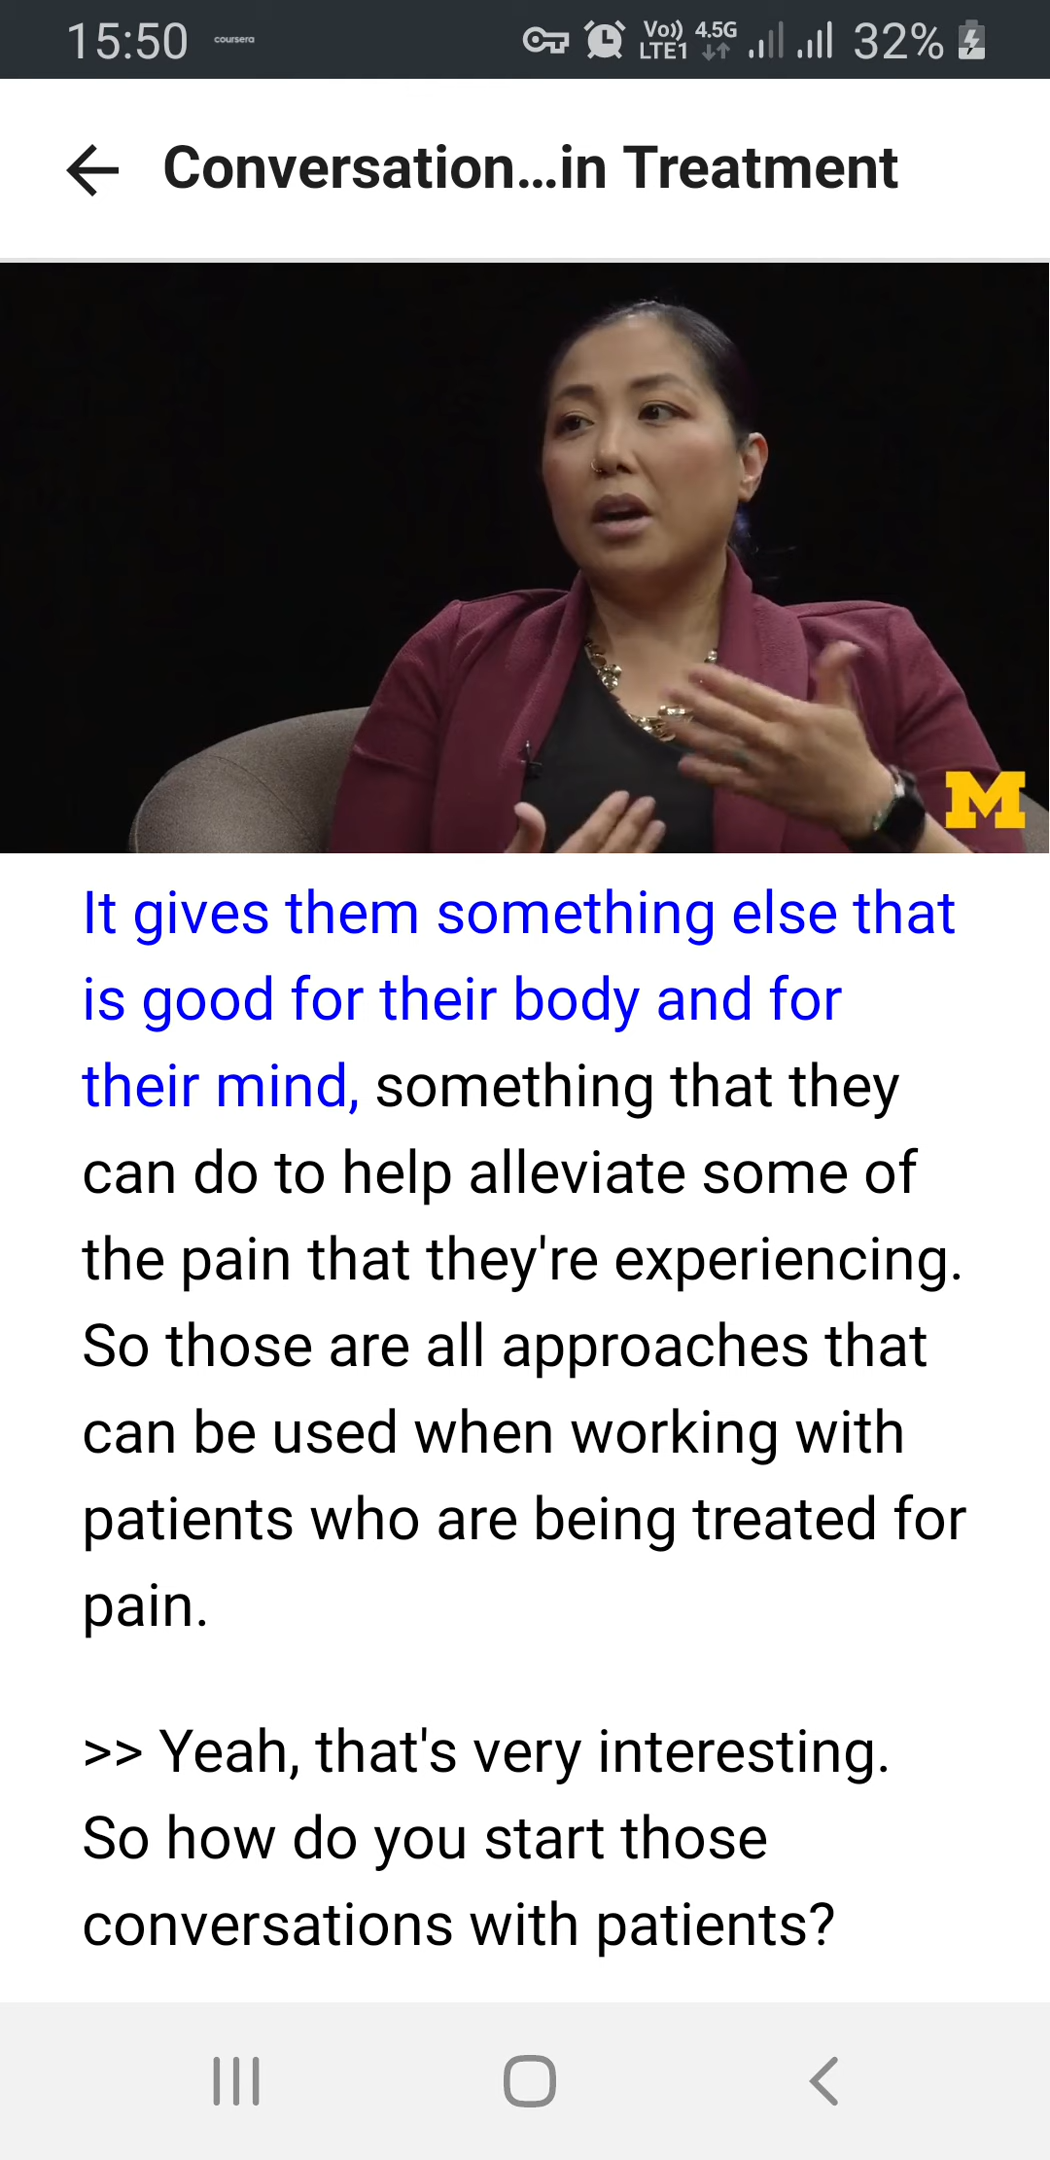 15:50 coursera Vo)) LTE1 4.5G 32%
Conversation...in Treatment
M
It gives them something else that
is good for their body and for
their mind, something that they
can do to help alleviate some of
the pain that they're experiencing.
So those are all approaches that
can be used when working with
patients who are being treated for
pain.
>> Yeah, that's very interesting.
So how do you start those
conversations with patients?